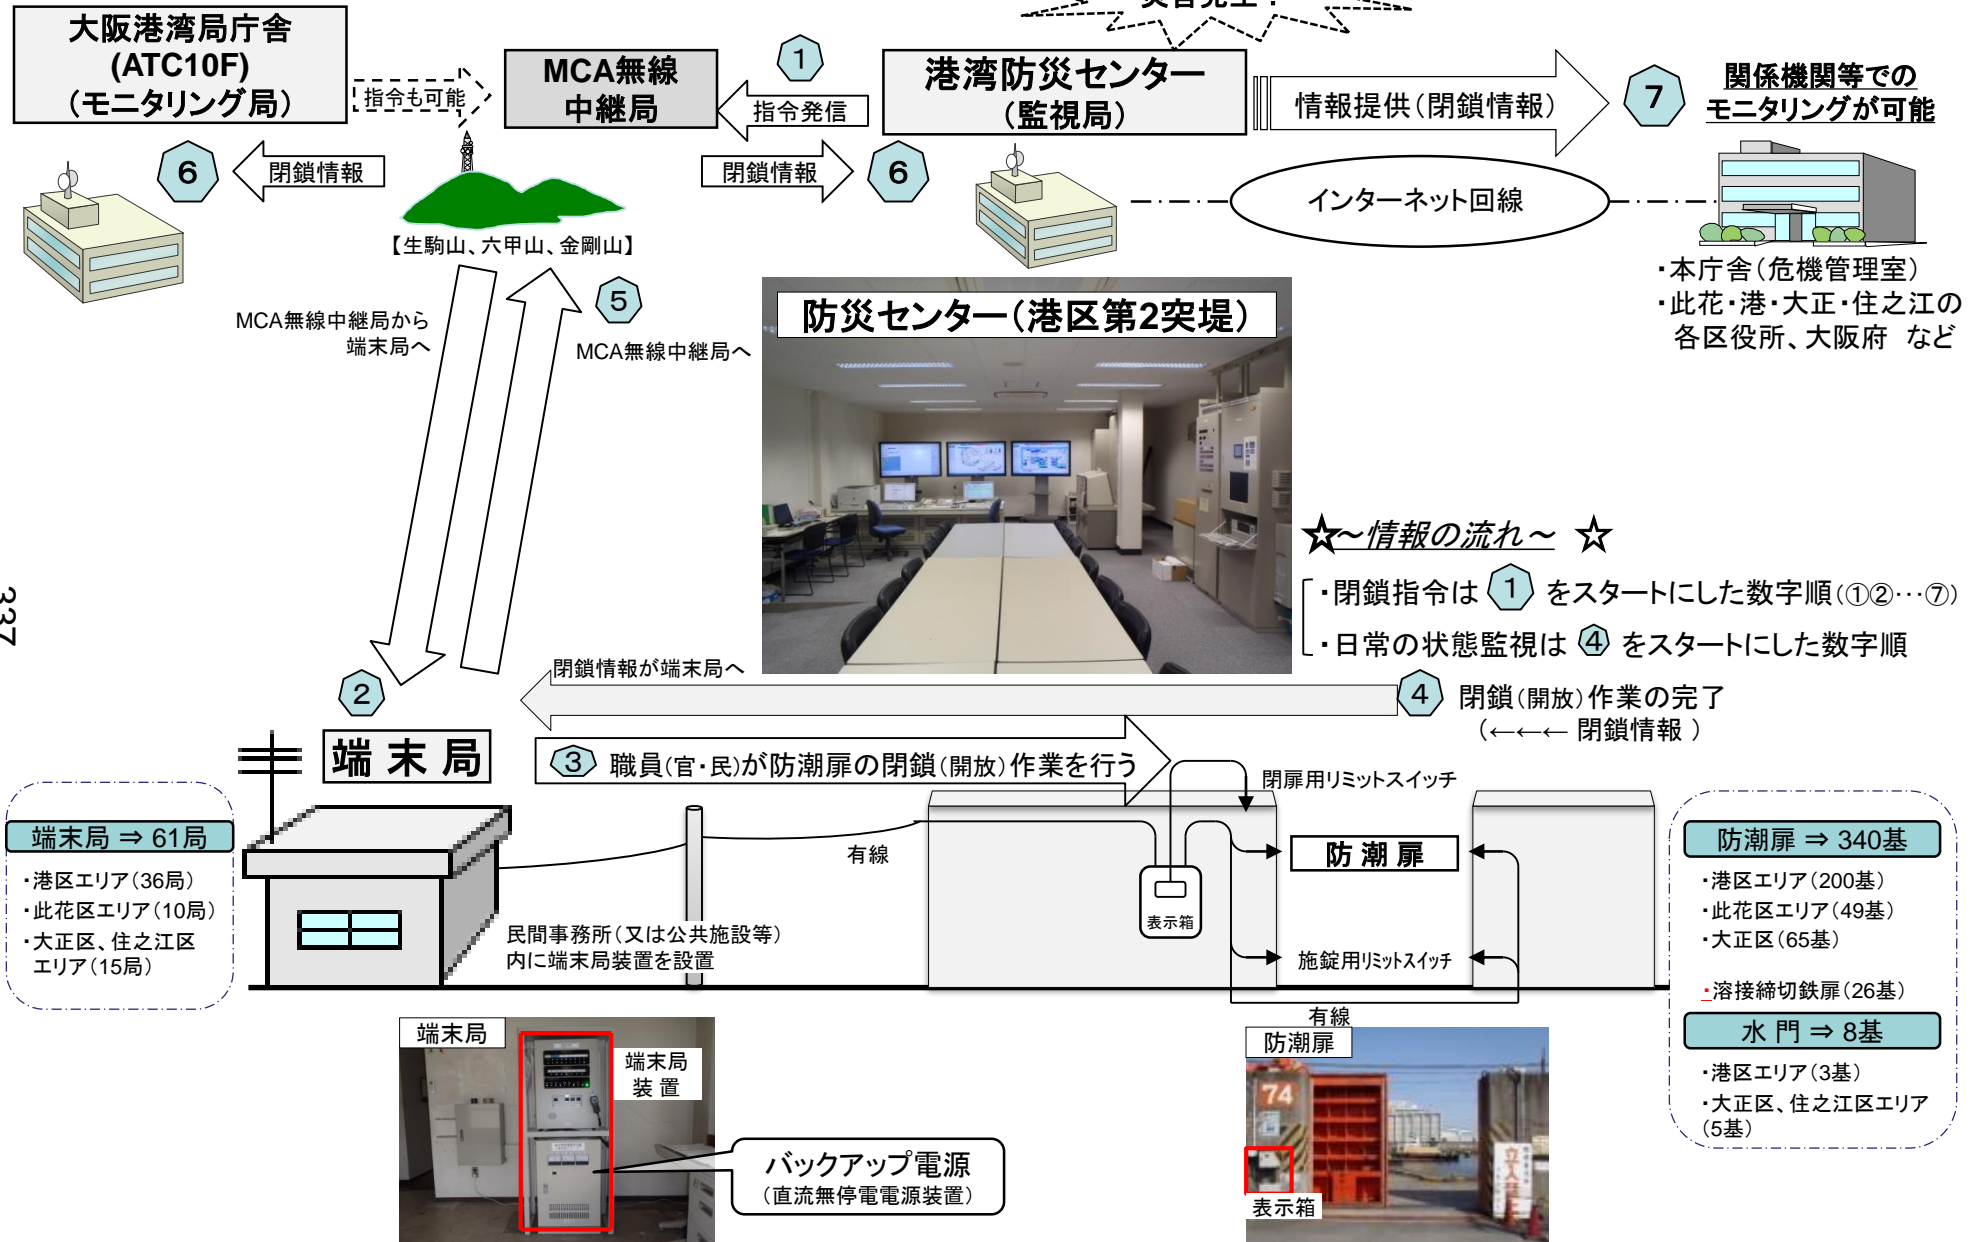 大阪港湾局庁舎
(ATC10F)
（モニタリング局）
指令も可能
MCA無線
中継局
1
指令発信
港湾防災センター
（監視局）
情報提供（閉鎖情報）
7
関係機関等での
モニタリングが可能
6
閉鎖情報
閉鎖情報
6
インターネット回線
【生駒山、六甲山、金剛山】
・本庁舎（危機管理室）
・此花・港・大正・住之江の
各区役所、大阪府 など
MCA無線中継局から
端末局へ
5
MCA無線中継局へ
防災センター（港区第2突堤）
☆～情報の流れ～ ☆
・閉鎖指令は 1 をスタートにした数字順（①②…⑦）
・日常の状態監視は 4 をスタートにした数字順
337
2
閉鎖情報が端末局へ
4
閉鎖（開放）作業の完了
（←←← 閉鎖情報 ）
端 末 局
3 職員（官・民）が防潮扉の閉鎖（開放）作業を行う
閉扉用リミットスイッチ
端末局 ⇒ 61局
・港区エリア（36局）
・此花区エリア（10局）
・大正区、住之江区
エリア（15局）
有線
防 潮 扉
表示箱
施錠用リミットスイッチ
民間事務所（又は公共施設等）
内に端末局装置を設置
有線
防潮扉 ⇒ 340基
・港区エリア（200基）
・此花区エリア（49基）
・大正区（65基）
・溶接締切鉄扉（26基）
水 門 ⇒ 8基
・港区エリア（3基）
・大正区、住之江区エリア
（5基）
端末局
端末局
装 置
バックアップ電源
（直流無停電電源装置）
防潮扉
74
表示箱